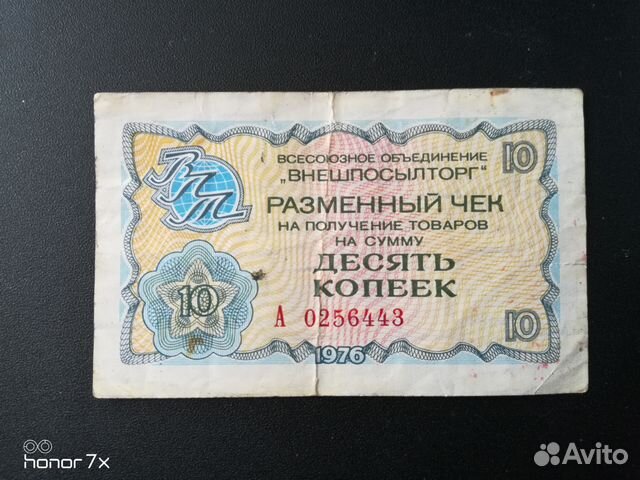 ВПТ
ВСЕСОЮЗНОЕ ОБЪЕДИНЕНИЕ
„ВНЕШПОСЫЛТОРГ"
10
РАЗМЕННЫЙ ЧЕК
НА ПОЛУЧЕНИЕ ТОВАРОВ
НА СУММУ
ДЕСЯТЬ
КОПЕЕК
10
А 0256443
10
1976
honor 7x
Avito